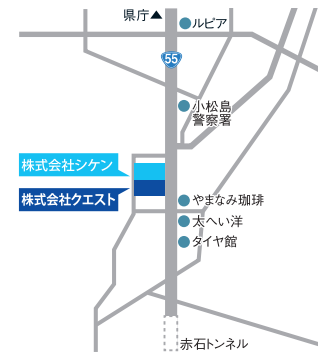 県庁▲
ルビア
55
小松島
警察署
株式会社シケン
株式会社クエスト
やまなみ珈琲
太へい洋
タイヤ館
赤石トンネル